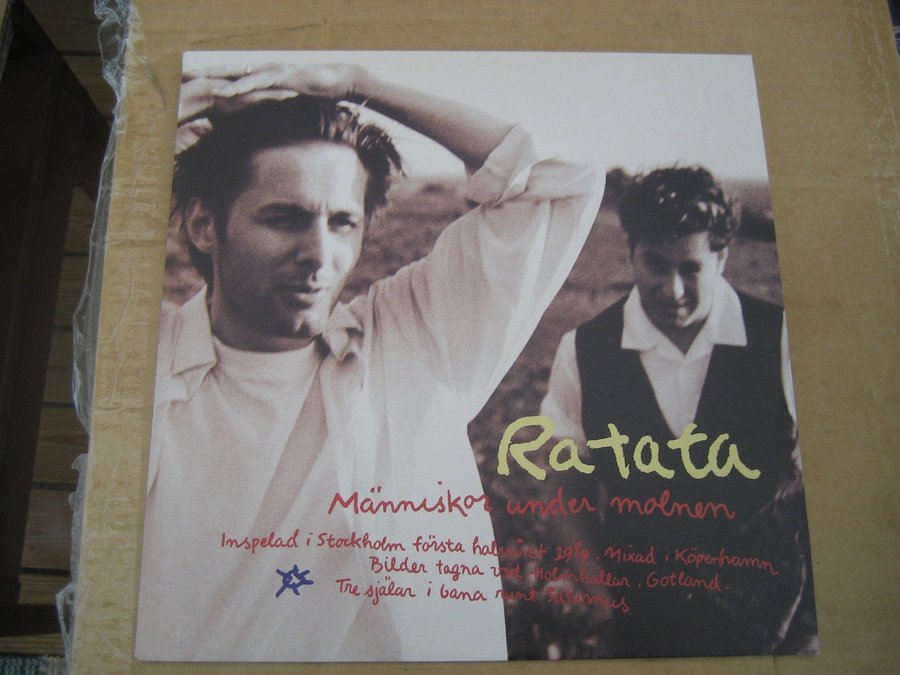 Ratata
Människor under molnen
Inspelad i Stockholm första halvåret 1989. Mixad i Köpenhamn
Bilder tagna vid Holmhällar, Gotland.
Tre själar i bana runt Saturnus